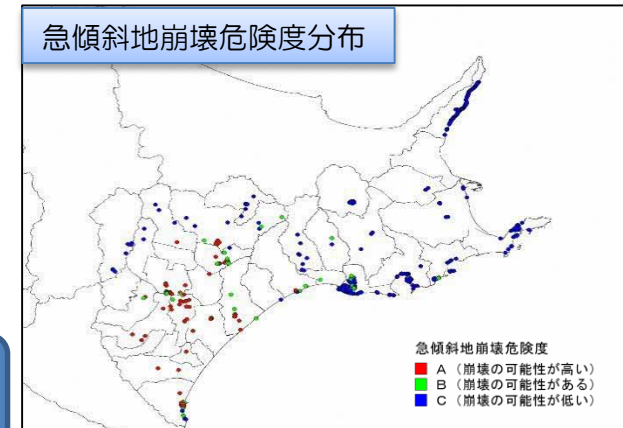 急傾斜地崩壊危険度分布
急傾斜地崩壊危険度
A（崩壊の可能性が高い）
B（崩壊の可能性がある）
C（崩壊の可能性が低い）